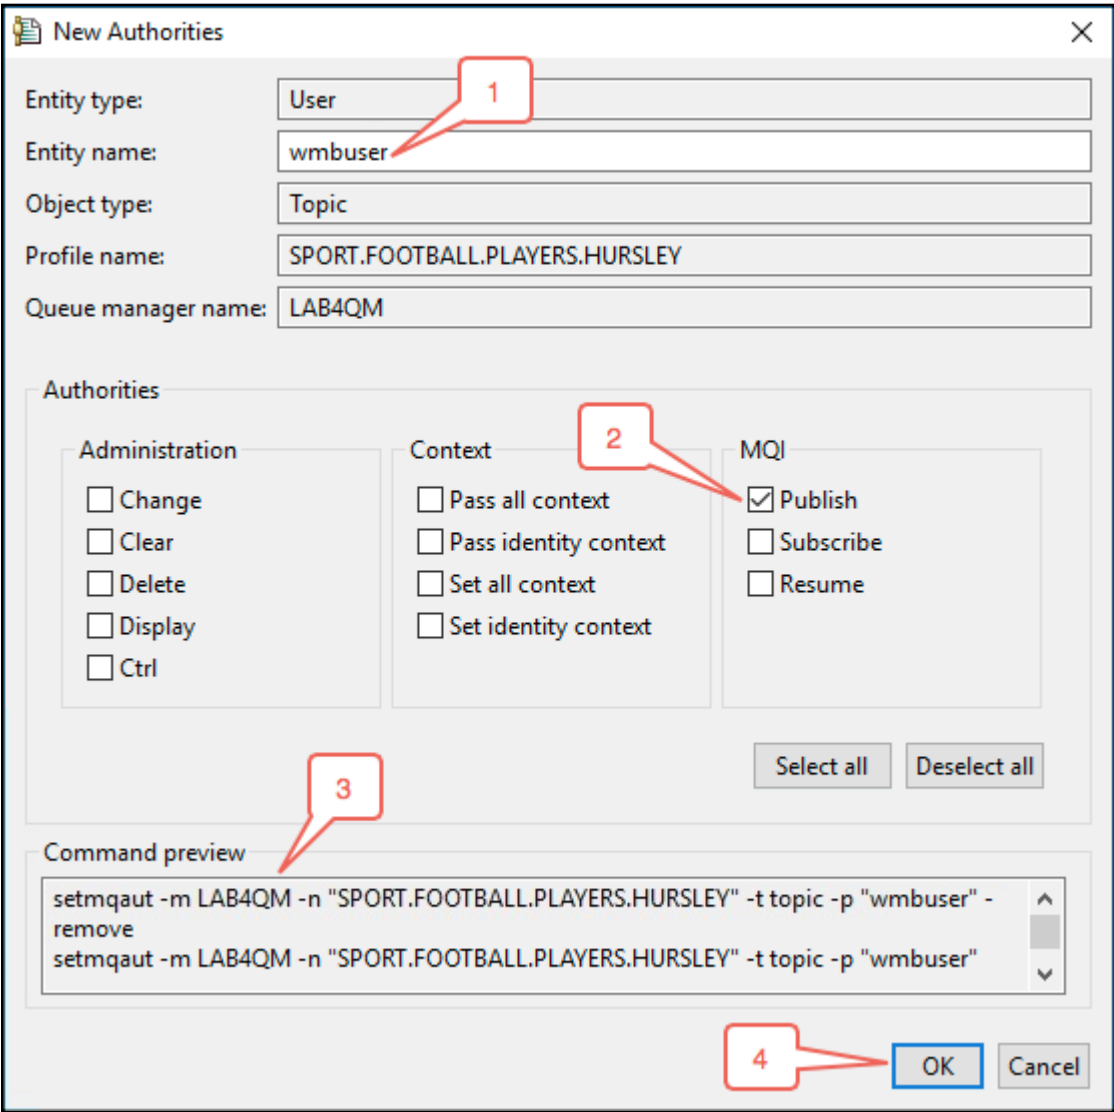 New Authorities
1
Entity type: User
Entity name: wmbuser
Object type: Topic
Profile name: SPORT.FOOTBALL.PLAYERS.HURSLEY
Queue manager name: LAB4QM
Authorities
2
Administration
Change
Clear
Delete
Display
Ctrl
Context
Pass all context
Pass identity context
Set all context
Set identity context
MQI
Publish
Subscribe
Resume
Select all Deselect all
3
Command preview
setmqaut -m LAB4QM -n "SPORT.FOOTBALL.PLAYERS.HURSLEY" -t topic -p "wmbuser" -
remove
setmqaut -m LAB4QM -n "SPORT.FOOTBALL.PLAYERS.HURSLEY" -t topic -p "wmbuser"
4
OK Cancel